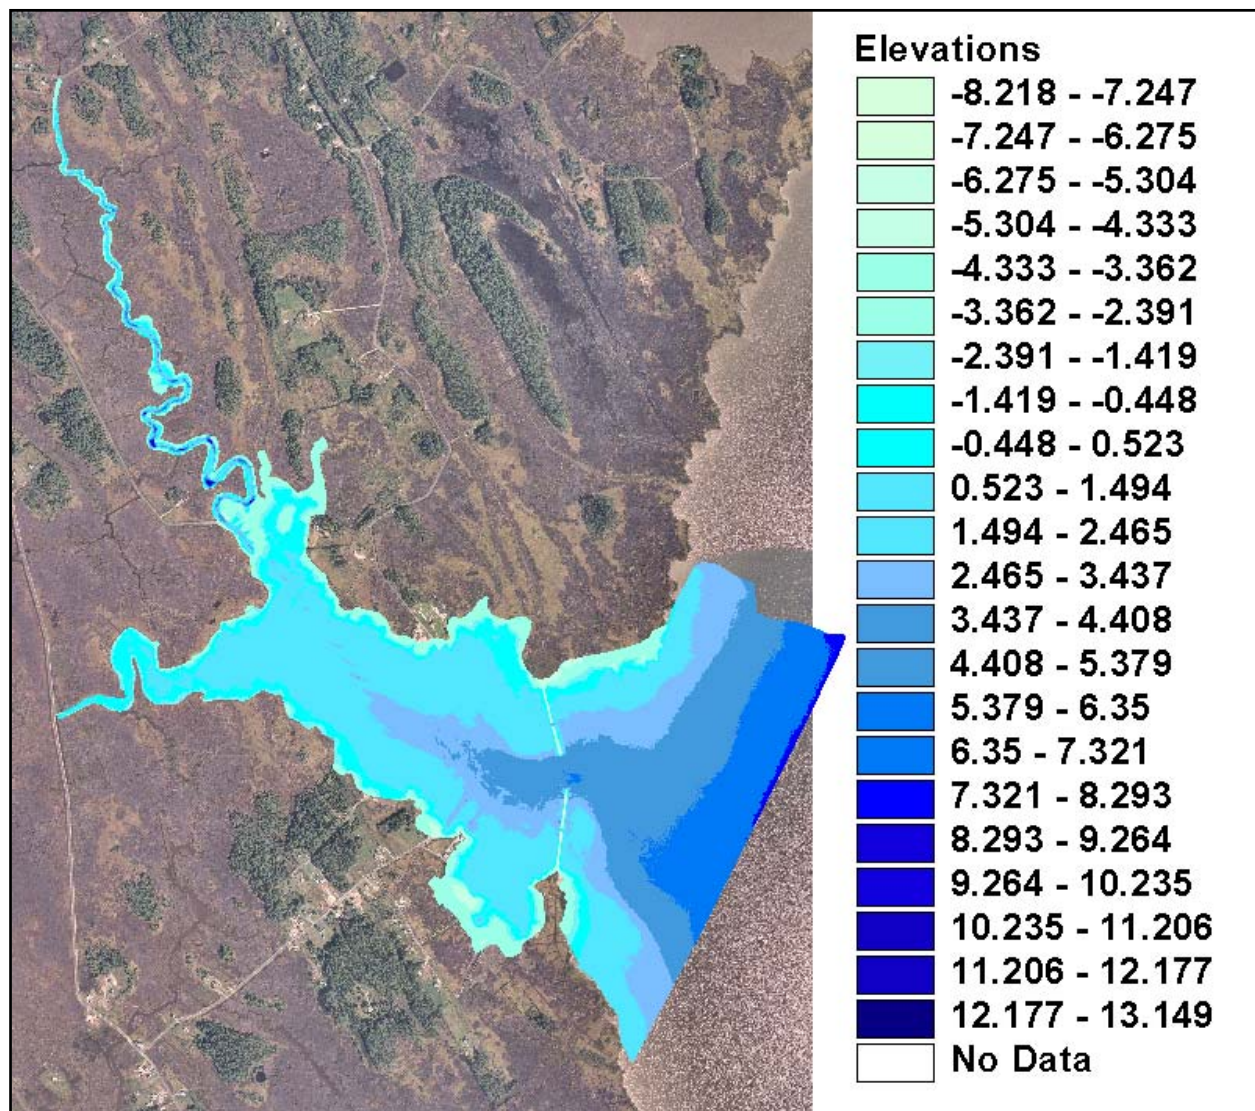 Elevations
-8.218 - -7.247
-7.247 - -6.275
-6.275 - -5.304
-5.304 - -4.333
-4.333 - -3.362
-3.362 - -2.391
-2.391 - -1.419
-1.419 - -0.448
-0.448 - 0.523
0.523 - 1.494
1.494 - 2.465
2.465 - 3.437
3.437 - 4.408
4.408 - 5.379
5.379 - 6.35
6.35 - 7.321
7.321 - 8.293
8.293 - 9.264
9.264 - 10.235
10.235 - 11.206
11.206 - 12.177
12.177 - 13.149
No Data